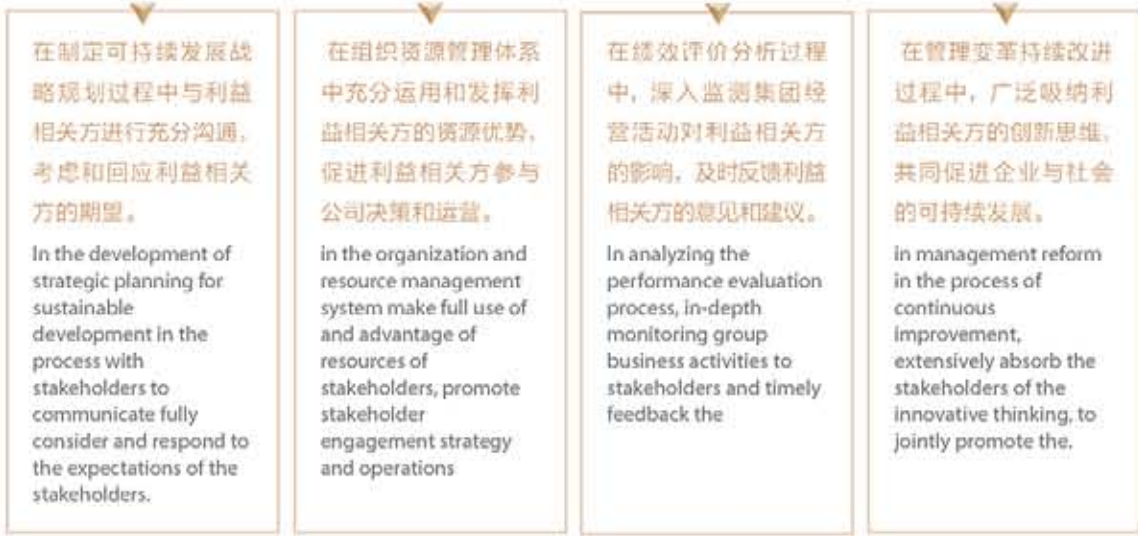 在制定可持续发展战
略规划过程中与利益
相关方进行充分沟通，
考虑和回应利益相关
方的期望。
In the development of
strategic planning for
sustainable
development in the
process with
stakeholders to
communicate fully
consider and respond to
the expectations of the
stakeholders.
在组织资源管理体系
中充分运用和发挥利
益相关方的资源优势，
促进利益相关方参与
公司决策和运营。
in the organization and
resource management
system make full use of
and advantage of
resources of
stakeholders, promote
stakeholder
engagement strategy
and operations
在绩效评价分析过程
中，深入监测集团经
营活动对利益相关方
的影响，及时反馈利益
相关方的意见和建议。
In analyzing the
performance evaluation
process, in-depth
monitoring group
business activities to
stakeholders and timely
feedback the
在管理变革持续改进
过程中，广泛吸纳利
益相关方的创新思维，
共同促进企业与社会
的可持续发展。
in management reform
in the process of
continuous
improvement,
extensively absorb the
stakeholders of the
innovative thinking, to
jointly promote the.